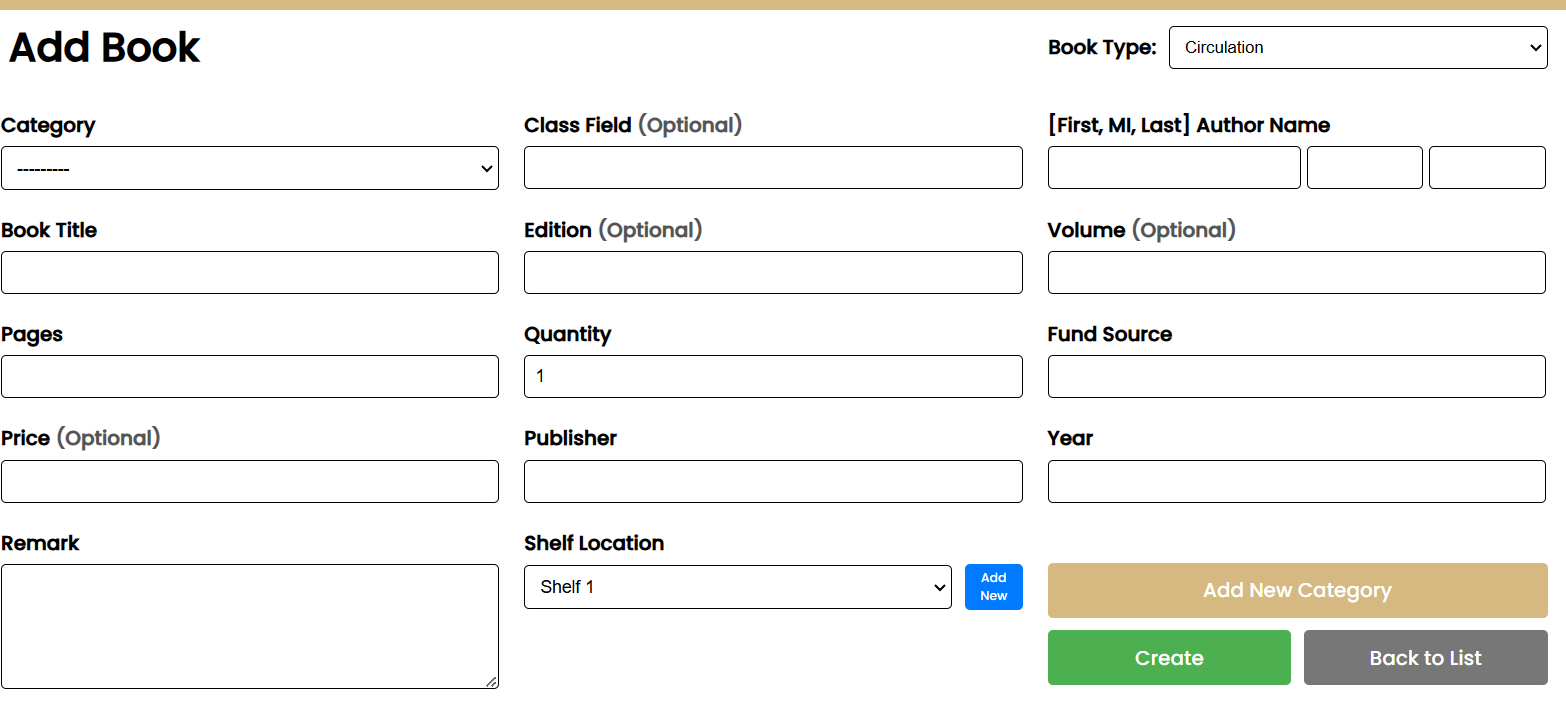 Add Book
Book Type: Circulation
Category
Class Field (Optional)
[First, MI, Last] Author Name
---------
Book Title
Edition (Optional)
Volume (Optional)
Pages
Quantity
Fund Source
1
Price (Optional)
Publisher
Year
Remark
Shelf Location
Shelf 1
Add
New
Add New Category
Create
Back to List